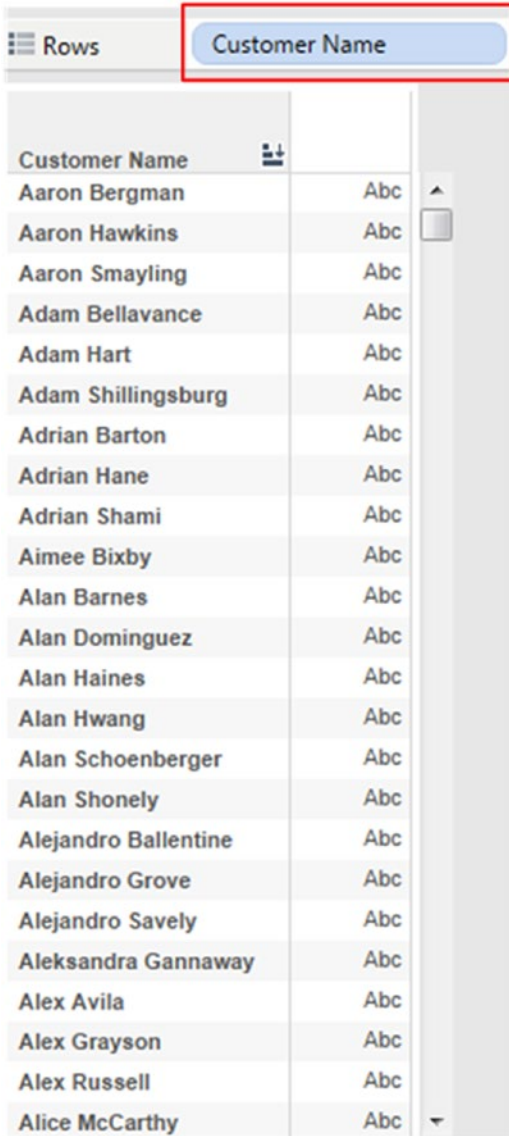 Rows Customer Name
Customer Name
Aaron Bergman Abc
Aaron Hawkins Abc
Aaron Smayling Abc
Adam Bellavance Abc
Adam Hart Abc
Adam Shillingsburg Abc
Adrian Barton Abc
Adrian Hane Abc
Adrian Shami Abc
Aimee Bixby Abc
Alan Barnes Abc
Alan Dominguez Abc
Alan Haines Abc
Alan Hwang Abc
Alan Schoenberger Abc
Alan Shonely Abc
Alejandro Ballentine Abc
Alejandro Grove Abc
Alejandro Savely Abc
Aleksandra Gannaway Abc
Alex Avila Abc
Alex Grayson Abc
Alex Russell Abc
Alice McCarthy Abc